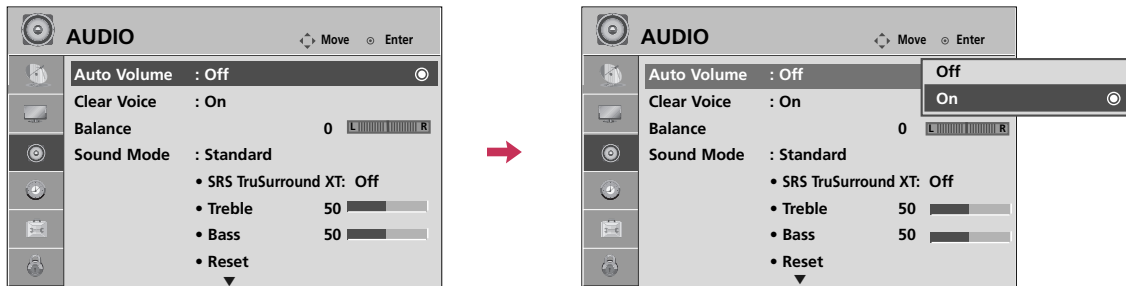 AUDIO Move Enter
Auto Volume : Off
Clear Voice : On
Balance 0 L R
Sound Mode : Standard
• SRS TruSurround XT: Off
• Treble 50
• Bass 50
• Reset
AUDIO Move Enter
Auto Volume : Off
Off
On
Clear Voice : On
Balance 0 L R
Sound Mode : Standard
• SRS TruSurround XT: Off
• Treble 50
• Bass 50
• Reset